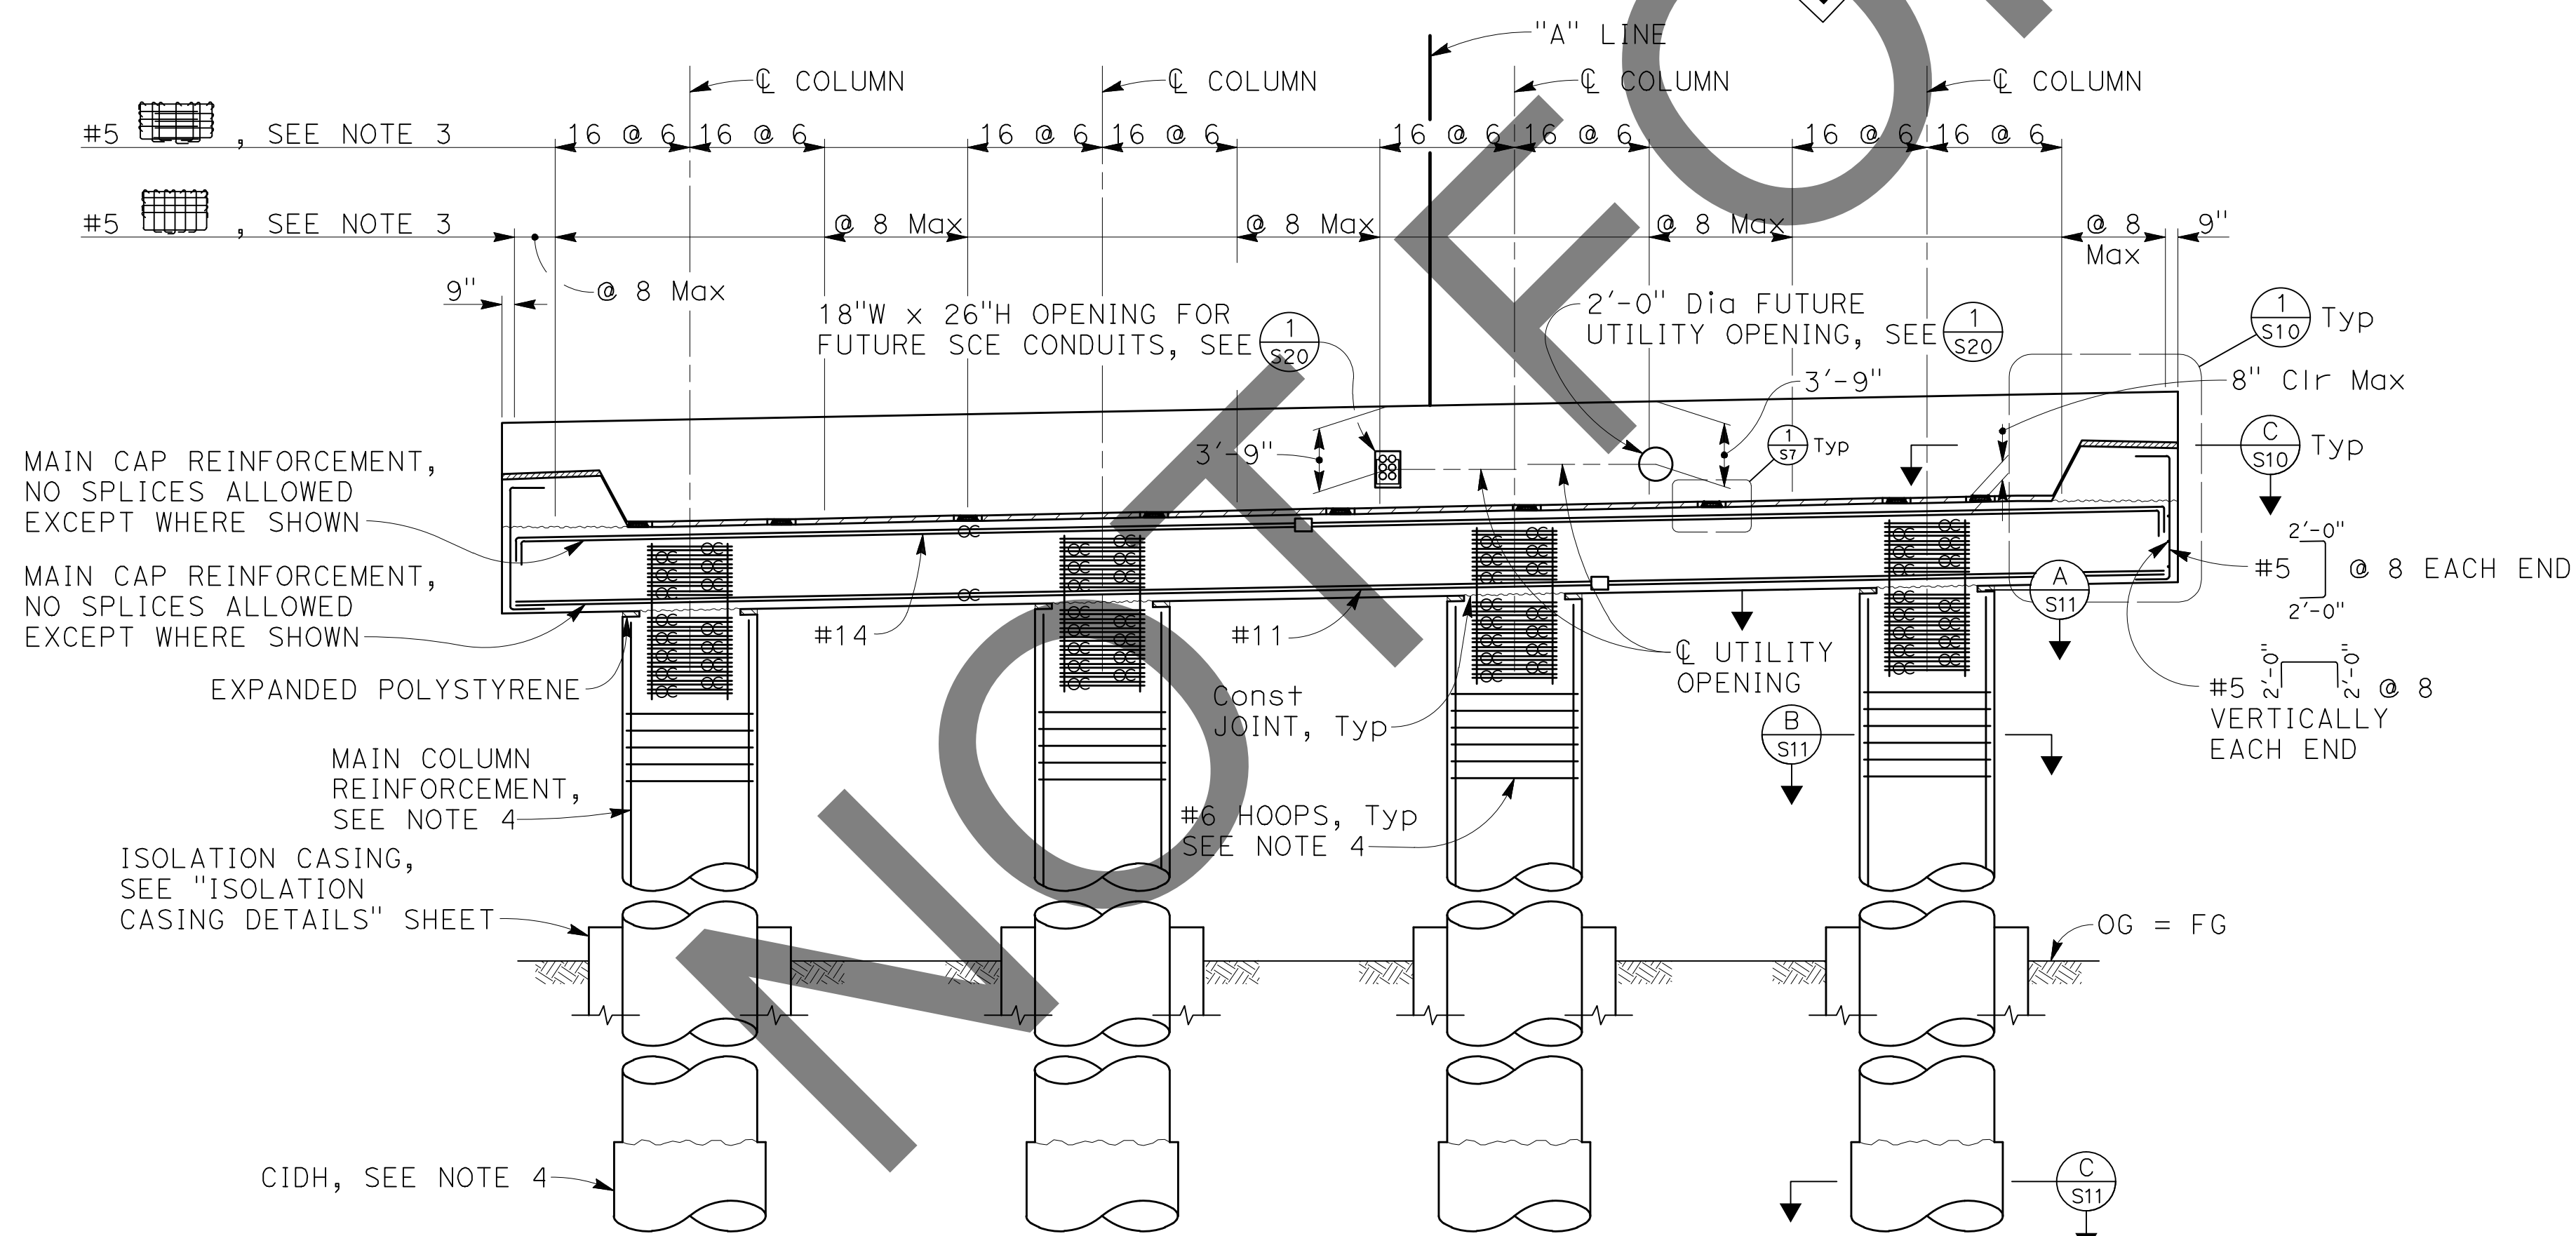 "A" LINE
℄ COLUMN
℄ COLUMN
℄ COLUMN
℄ COLUMN
#5 , SEE NOTE 3
16 @ 6
16 @ 6
16 @ 6
16 @ 6
16 @ 6
16 @ 6
16 @ 6
16 @ 6
#5 , SEE NOTE 3
@ 8 Max
@ 8 Max
@ 8 Max
@ 8
Max
9"
9"
@ 8 Max
18"W x 26"H OPENING FOR
FUTURE SCE CONDUITS, SEE
1
S20
2'-0" Dia FUTURE
UTILITY OPENING, SEE
1
S20
1
S10
Typ
3'-9"
8" Clr Max
3'-9"
1
S7
Typ
C
S10
Typ
MAIN CAP REINFORCEMENT,
NO SPLICES ALLOWED
EXCEPT WHERE SHOWN
MAIN CAP REINFORCEMENT,
NO SPLICES ALLOWED
EXCEPT WHERE SHOWN
2'-0"
#5 @ 8 EACH END
2'-0"
A
S11
#14
#11
℄ UTILITY
OPENING
EXPANDED POLYSTYRENE
Const
JOINT, Typ
#5 2'-0" 2'-0" @ 8
VERTICALLY
EACH END
B
S11
MAIN COLUMN
REINFORCEMENT,
SEE NOTE 4
#6 HOOPS, Typ
SEE NOTE 4
ISOLATION CASING,
SEE "ISOLATION
CASING DETAILS" SHEET
OG = FG
CIDH, SEE NOTE 4
C
S11
NOT FO